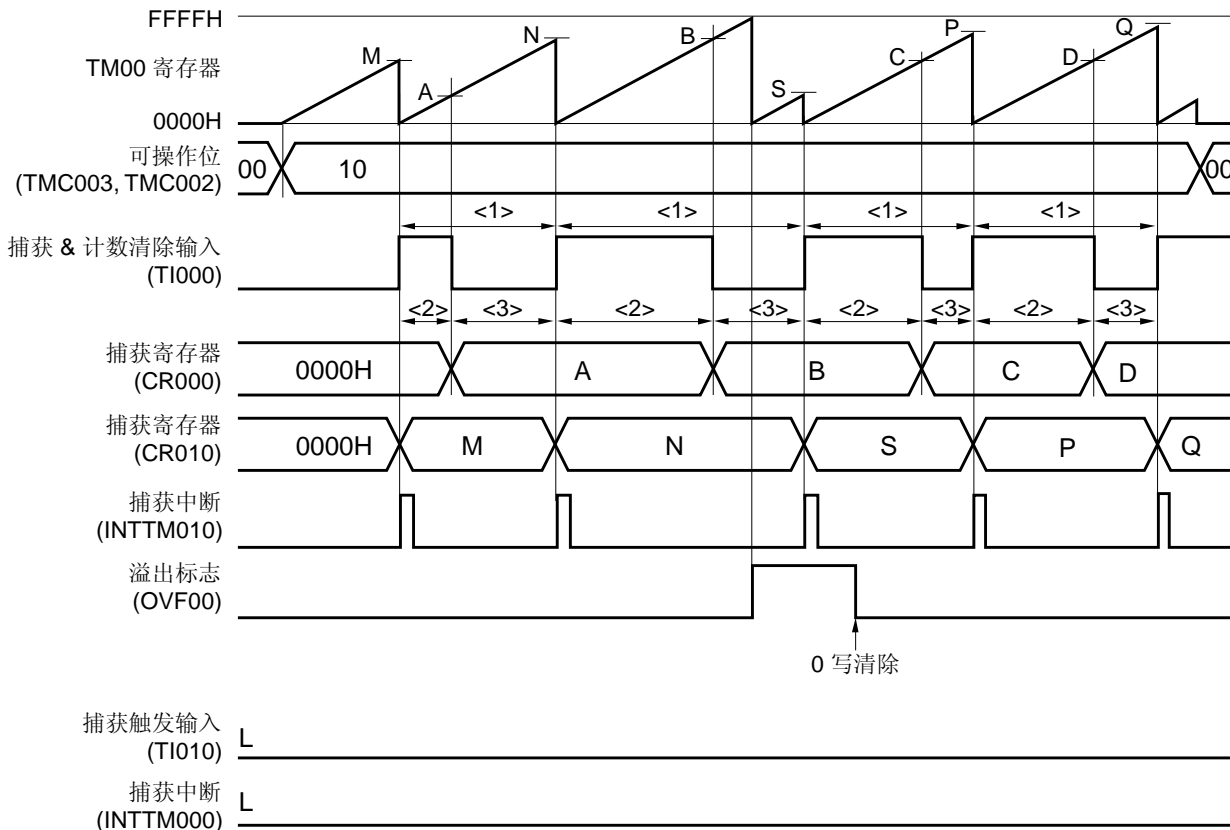 FFFFH
M
N
B
P
Q
TM00 寄存器
A
S
C
D
0000H
可操作位
(TMC003, TMC002)
00
10
00
<1>
<1>
<1>
<1>
捕获 & 计数清除输入
(TI000)
<2>
<3>
<2>
<3>
<2>
<3>
<2>
<3>
捕获寄存器
(CR000)
0000H
A
B
C
D
捕获寄存器
(CR010)
0000H
M
N
S
P
Q
捕获中断
(INTTM010)
溢出标志
(OVF00)
0 写清除
捕获触发输入
(TI010)
L
捕获中断
(INTTM000)
L